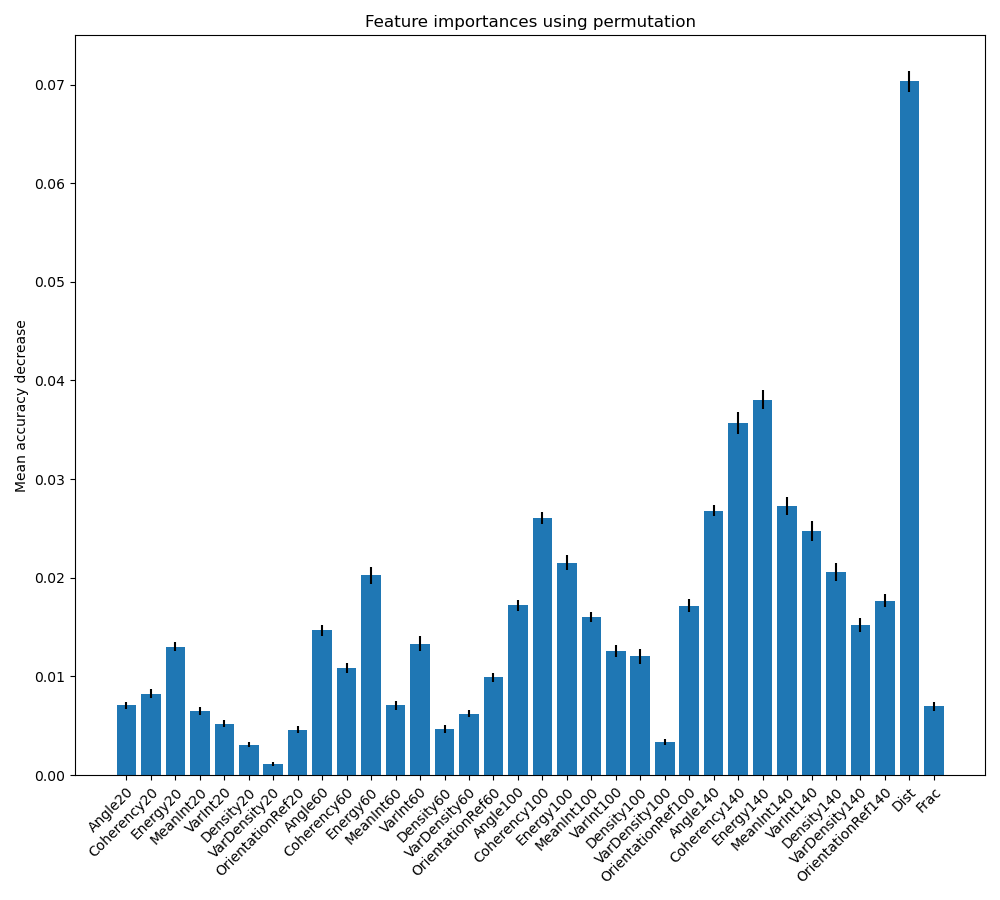 Feature importances using permutation
Mean accuracy decrease
0.07
0.06
0.05
0.04
0.03
0.02
0.01
0.00
Angle20
Coherency20
Energy20
MeanInt20
VarInt20
Density20
VarDensity20
OrientationRef20
Angle60
Coherency60
Energy60
MeanInt60
VarInt60
Density60
VarDensity60
OrientationRef60
Angle100
Coherency100
Energy100
MeanInt100
VarInt100
Density100
VarDensity100
OrientationRef100
Angle140
Coherency140
Energy140
MeanInt140
VarInt140
Density140
VarDensity140
OrientationRef140
Dist
Frac